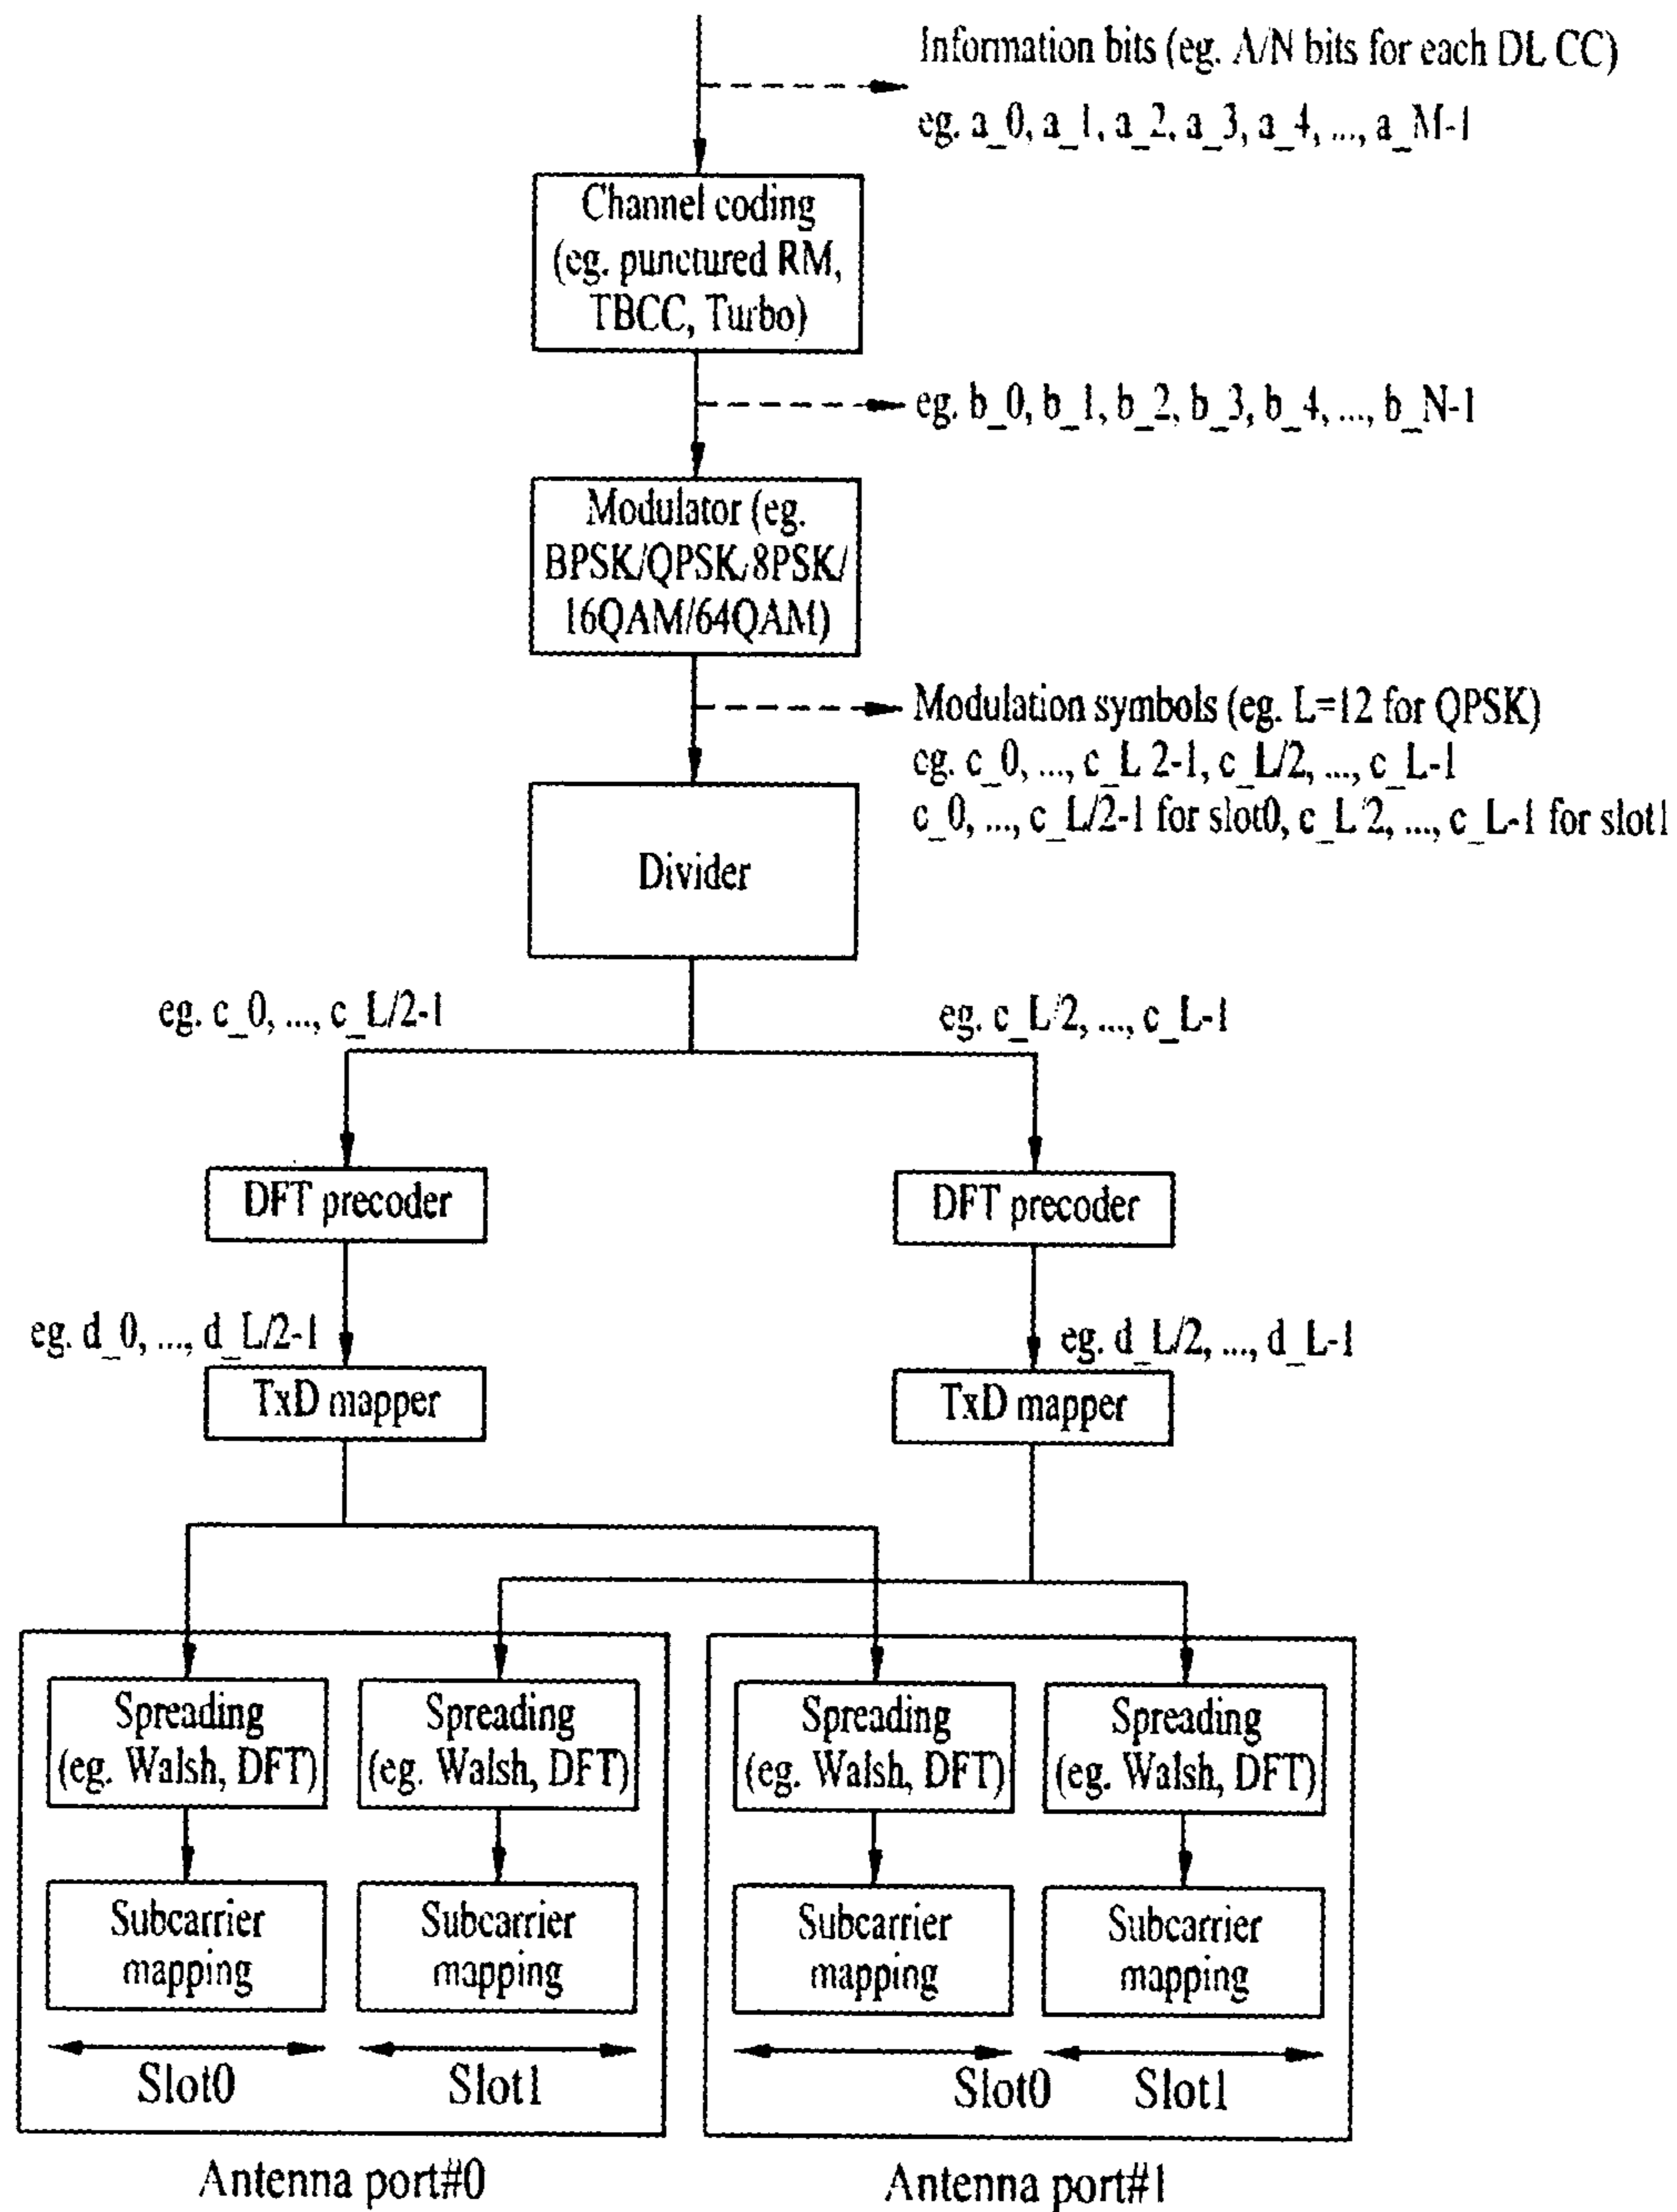 Information bits (eg. A/N bits for each DL CC)
eg. a_0, a_1, a_2, a_3, a_4, ..., a_M-1
Channel coding
(eg. punctured RM,
TBCC, Turbo)
eg. b_0, b_1, b_2, b_3, b_4, ..., b_N-1
Modulator (eg.
BPSK/QPSK/8PSK/
16QAM/64QAM)
Modulation symbols (eg. L=12 for QPSK)
eg. c_0, ..., c_L/2-1, c_L/2, ..., c_L-1
c_0, ..., c_L/2-1 for slot0, c_L/2, ..., c_L-1 for slot1
Divider
eg. c_0, ..., c_L/2-1
eg. c_L/2, ..., c_L-1
DFT precoder
DFT precoder
eg. d_0, ..., d_L/2-1
eg. d_L/2, ..., d_L-1
TxD mapper
TxD mapper
Spreading
(eg. Walsh, DFT)
Spreading
(eg. Walsh, DFT)
Spreading
(eg. Walsh, DFT)
Spreading
(eg. Walsh, DFT)
Subcarrier
mapping
Subcarrier
mapping
Subcarrier
mapping
Subcarrier
mapping
Slot0
Slot1
Slot0
Slot1
Antenna port#0
Antenna port#1